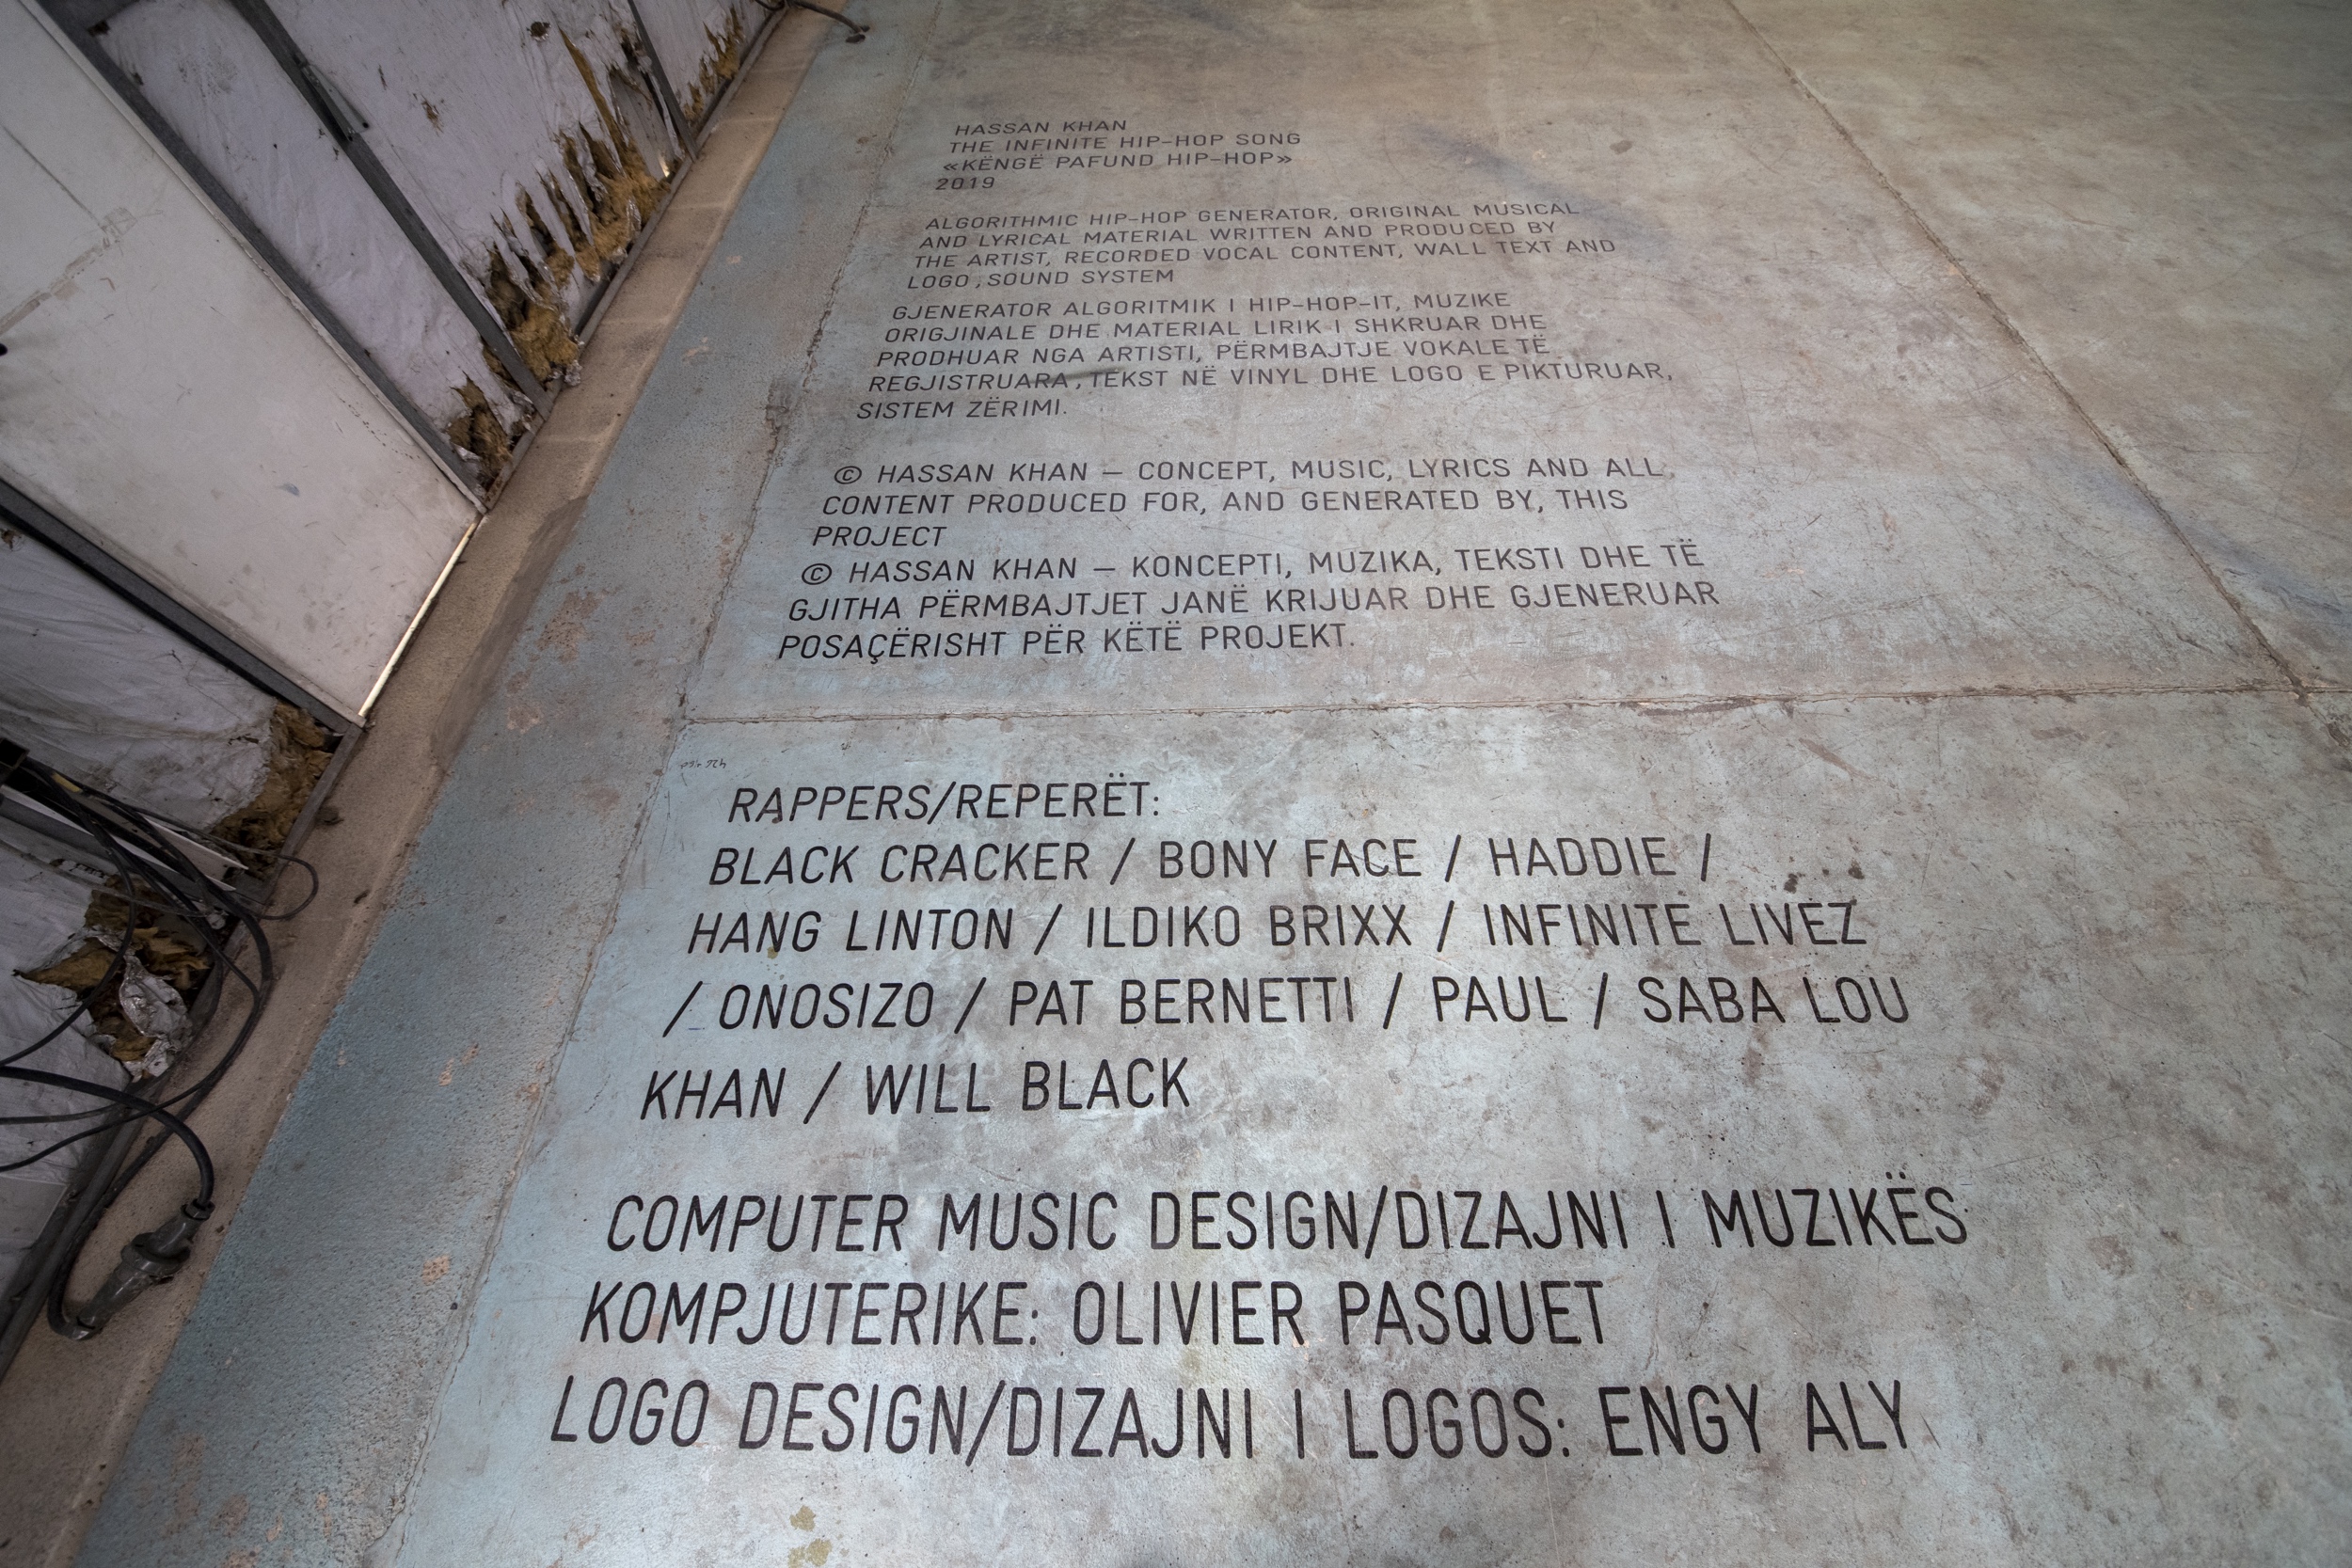 HASSAN KHAN
THE INFINITE HIP-HOP SONG
«KËNGË PAFUND HIP-HOP»
2019
ALGORITHMIC HIP-HOP GENERATOR, ORIGINAL MUSICAL
AND LYRICAL MATERIAL WRITTEN AND PRODUCED BY
THE ARTIST, RECORDED VOCAL CONTENT, WALL TEXT AND
LOGO , SOUND SYSTEM
GJENERATOR ALGORITMIK I HIP-HOP-IT, MUZIKE
ORIGJINALE DHE MATERIAL LIRIK I SHKRUAR DHE
PRODHUAR NGA ARTISTI, PËRMBAJTJE VOKALE TË
REGJISTRUARA , TEKST NË VINYL DHE LOGO E PIKTURUAR,
SISTEM ZËRIMI.
© HASSAN KHAN – CONCEPT, MUSIC, LYRICS AND ALL
CONTENT PRODUCED FOR, AND GENERATED BY, THIS
PROJECT
© HASSAN KHAN – KONCEPTI, MUZIKA, TEKSTI DHE TË
GJITHA PËRMBAJTJET JANË KRIJUAR DHE GJENERUAR
POSAÇËRISHT PËR KËTË PROJEKT.
RAPPERS/REPERËT:
BLACK CRACKER / BONY FACE / HADDIE /
HANG LINTON / ILDIKO BRIXX / INFINITE LIVEZ
/ ONOSIZO / PAT BERNETTI / PAUL / SABA LOU
KHAN / WILL BLACK
COMPUTER MUSIC DESIGN/DIZAJNI I MUZIKËS
KOMPJUTERIKE: OLIVIER PASQUET
LOGO DESIGN/DIZAJNI I LOGOS: ENGY ALY